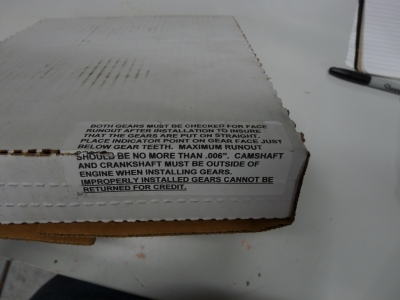 BOTH GEARS MUST BE CHECKED FOR FACE
RUNOUT AFTER INSTALLATION TO INSURE
THAT THE GEARS ARE PUT ON STRAIGHT.
PLACE INDICATOR POINT ON GEAR FACE JUST
BELOW GEAR TEETH. MAXIMUM RUNOUT
SHOULD BE NO MORE THAN .006". CAMSHAFT
AND CRANKSHAFT MUST BE OUTSIDE OF
ENGINE WHEN INSTALLING GEARS.
IMPROPERLY INSTALLED GEARS CANNOT BE
RETURNED FOR CREDIT.